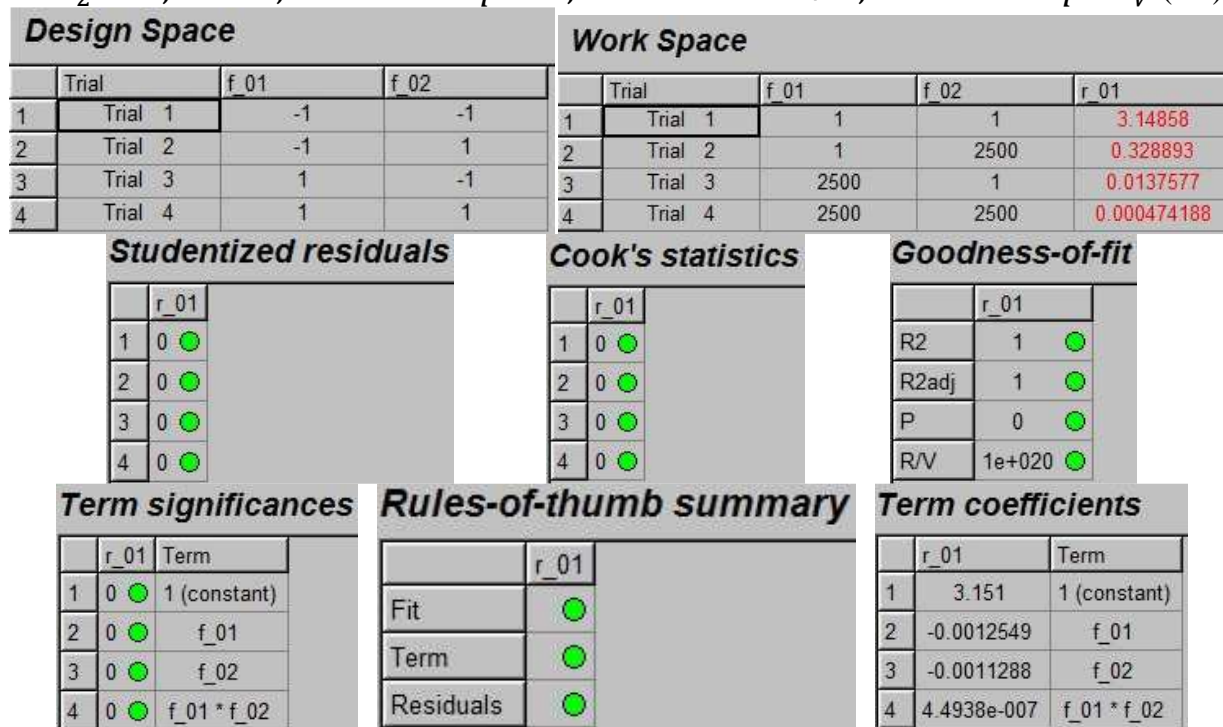 Design Space
Trial f_01 f_02
1 Trial 1 -1 -1
2 Trial 2 -1 1
3 Trial 3 1 -1
4 Trial 4 1 1
Work Space
Trial f_01 f_02 r_01
1 Trial 1 1 1 3.14858
2 Trial 2 1 2500 0.328893
3 Trial 3 2500 1 0.0137577
4 Trial 4 2500 2500 0.000474188
Studentized residuals
r_01
1 0
2 0
3 0
4 0
Cook's statistics
r_01
1 0
2 0
3 0
4 0
Goodness-of-fit
r_01
R2 1
R2adj 1
P 0
R/V 1e+020
Term significances
r_01 Term
1 0 1 (constant)
2 0 f_01
3 0 f_02
4 0 f_01 * f_02
Rules-of-thumb summary
r_01
Fit
Term
Residuals
Term coefficients
r_01 Term
1 3.151 1 (constant)
2 -0.0012549 f_01
3 -0.0011288 f_02
4 4.4938e-007 f_01 * f_02